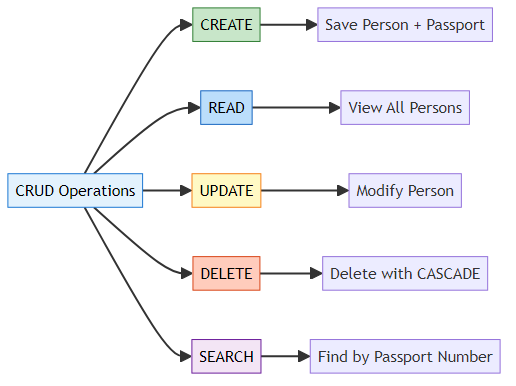 CREATE
Save Person + Passport
READ
View All Persons
CRUD Operations
UPDATE
Modify Person
DELETE
Delete with CASCADE
SEARCH
Find by Passport Number